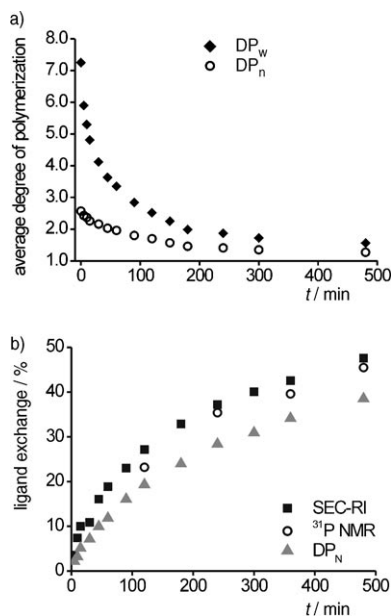 a)
DPw
DPn
average degree of polymerization
8.0
7.0
6.0
5.0
4.0
3.0
2.0
1.0
0
100
200
300
400
500
t / min
b)
ligand exchange / %
50
40
30
20
10
0
SEC-RI
31P NMR
DPN
0
100
200
300
400
500
t / min